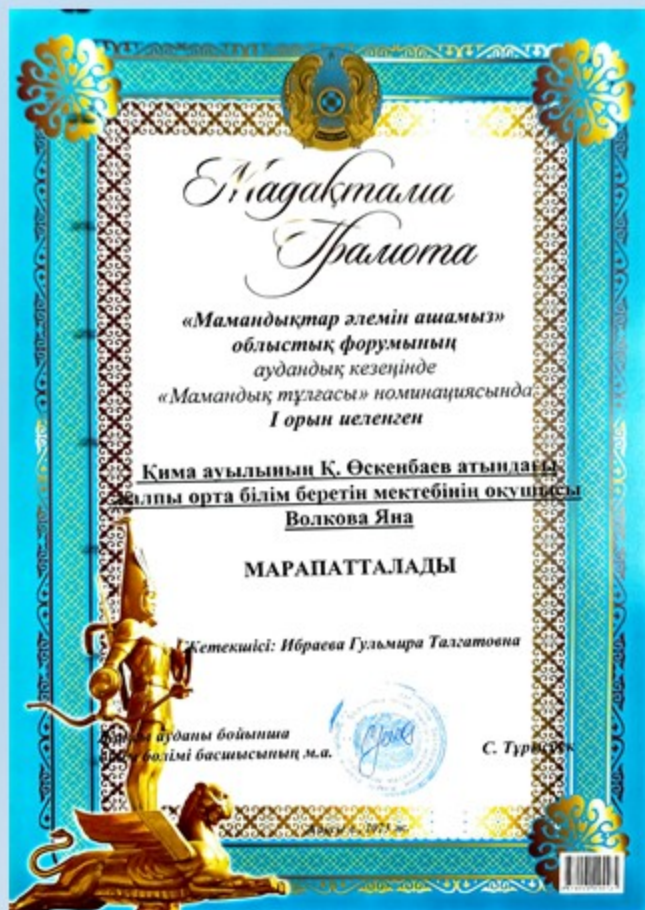 Мадақтама
Грамота
«Мамандықтар әлемін ашамыз»
облыстық форумының
аудандық кезеңінде
«Мамандық тұлғасы» номинациясында
І орын иеленген
Қима ауылының Қ. Өскенбаев атындағы
жалпы орта білім беретін мектебінің оқушысы
Волкова Яна
МАРАПАТТАЛАДЫ
Жетекшісі: Ибраева Гульмира Талгатовна
ауданы бойынша
бөлімі басшысының м.а.
С.